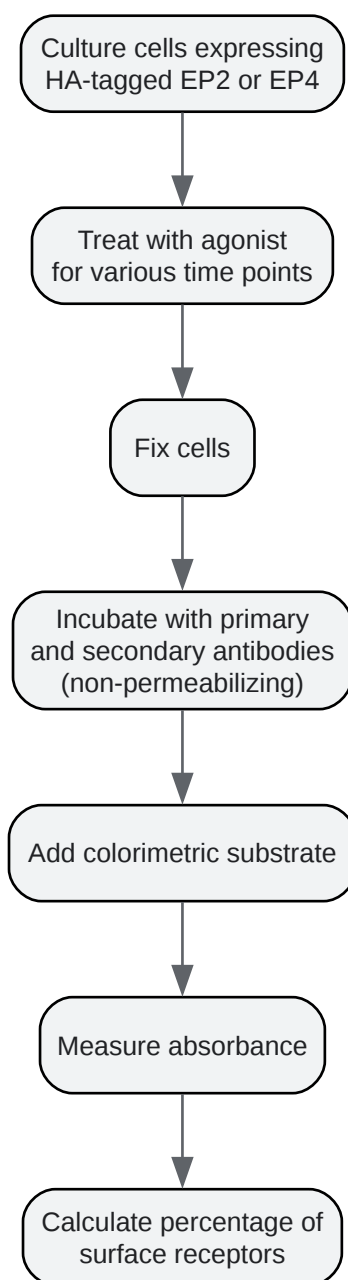 Culture cells expressing
HA-tagged EP2 or EP4
Treat with agonist
for various time points
Fix cells
Incubate with primary
and secondary antibodies
(non-permeabilizing)
Add colorimetric substrate
Measure absorbance
Calculate percentage of
surface receptors